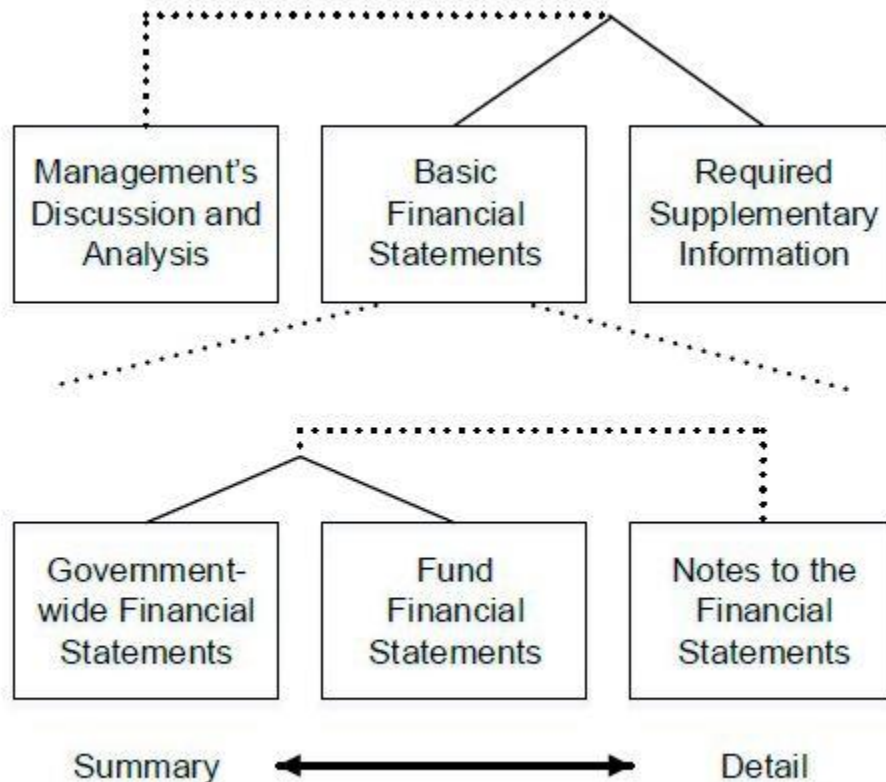 Management's
Discussion and
Analysis
Basic
Financial
Statements
Required
Supplementary
Information
Government-
wide Financial
Statements
Fund
Financial
Statements
Notes to the
Financial
Statements
Summary
Detail